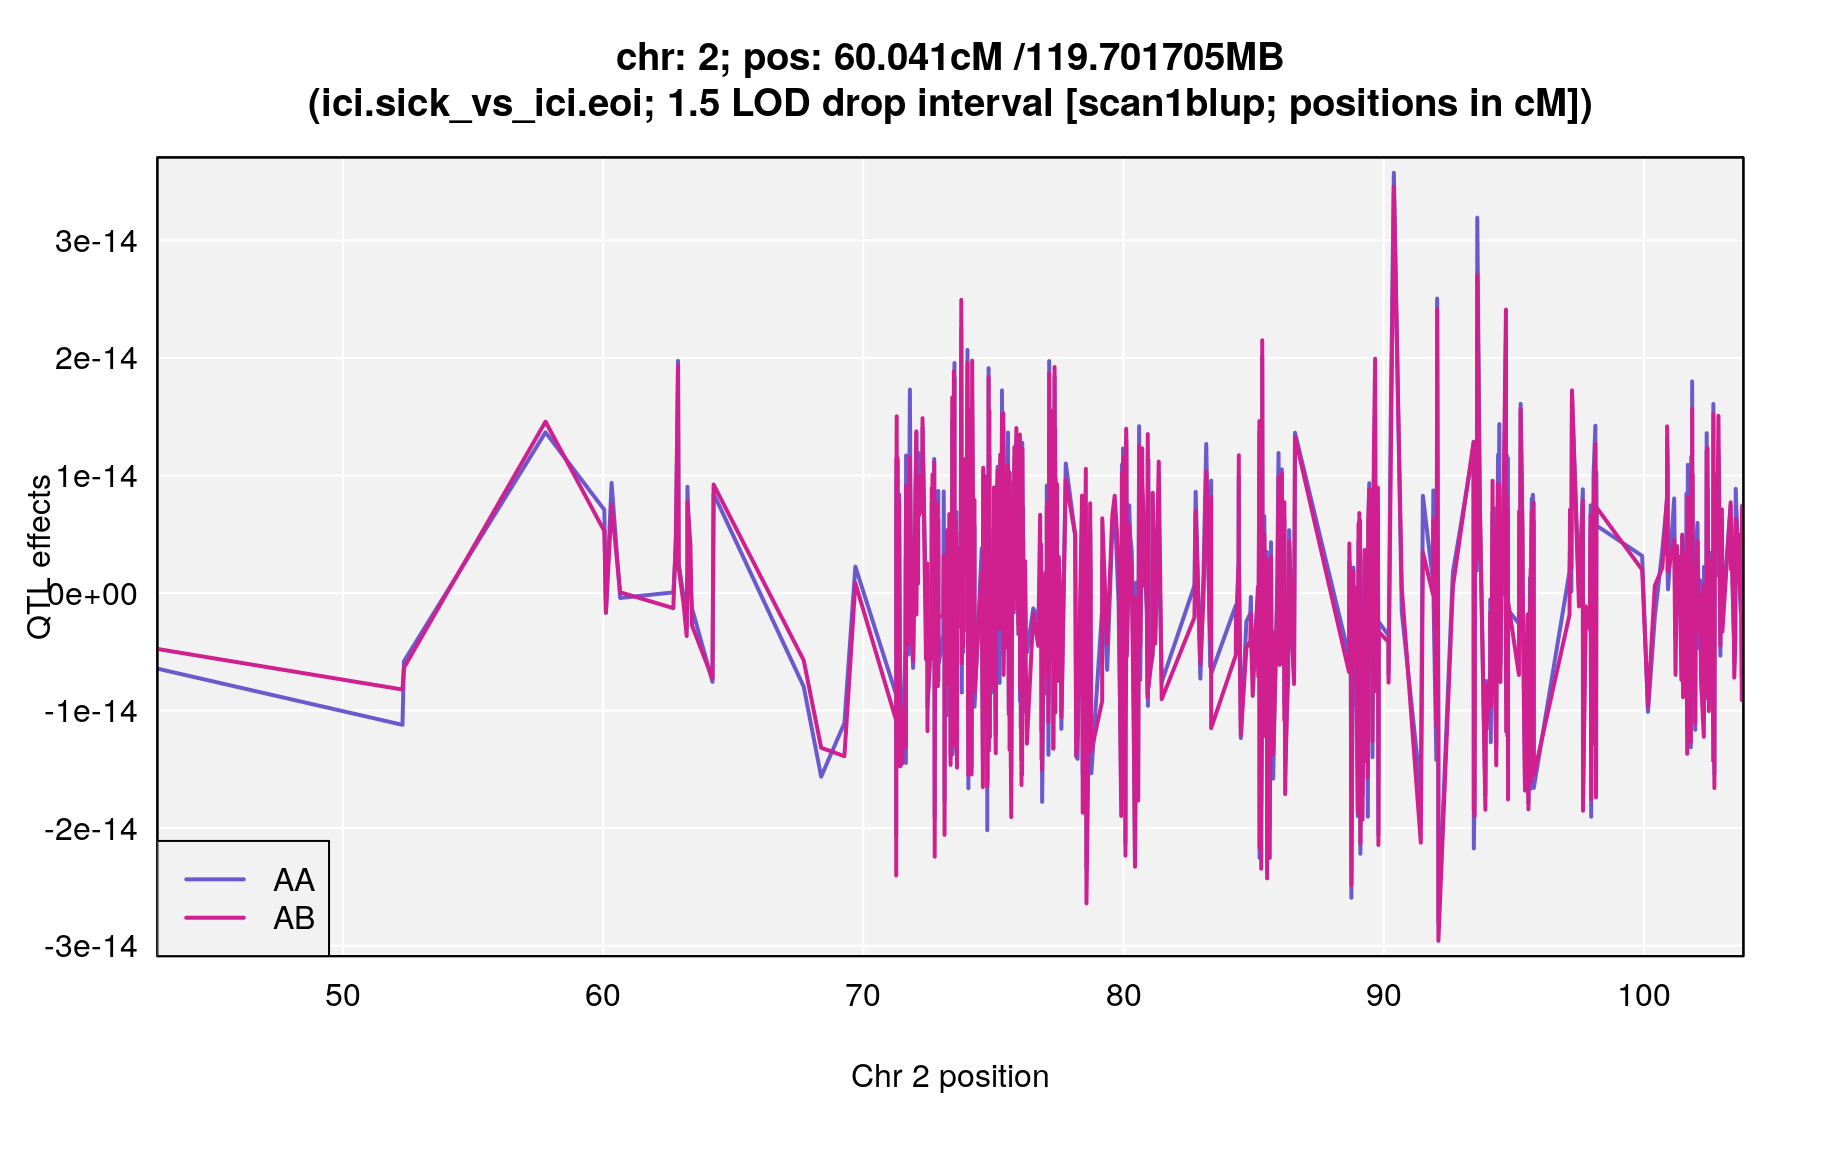 chr: 2; pos: 60.041cM /119.701705MB
(ici.sick_vs_ici.eoi; 1.5 LOD drop interval [scan1blup; positions in cM])
QTL effects
3e-14
2e-14
1e-14
0e+00
-1e-14
-2e-14
-3e-14
AA
AB
50 60 70 80 90 100
Chr 2 position